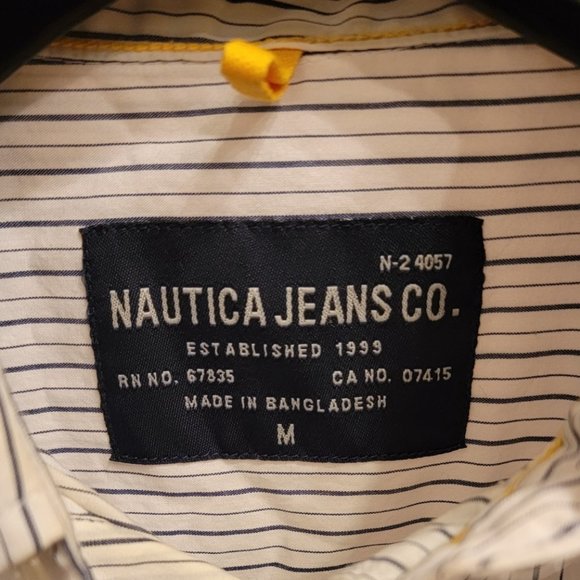 N-2 4057
NAUTICA JEANS CO.
ESTABLISHED 1999
RN NO. 67835 CA NO. 07415
MADE IN BANGLADESH
M